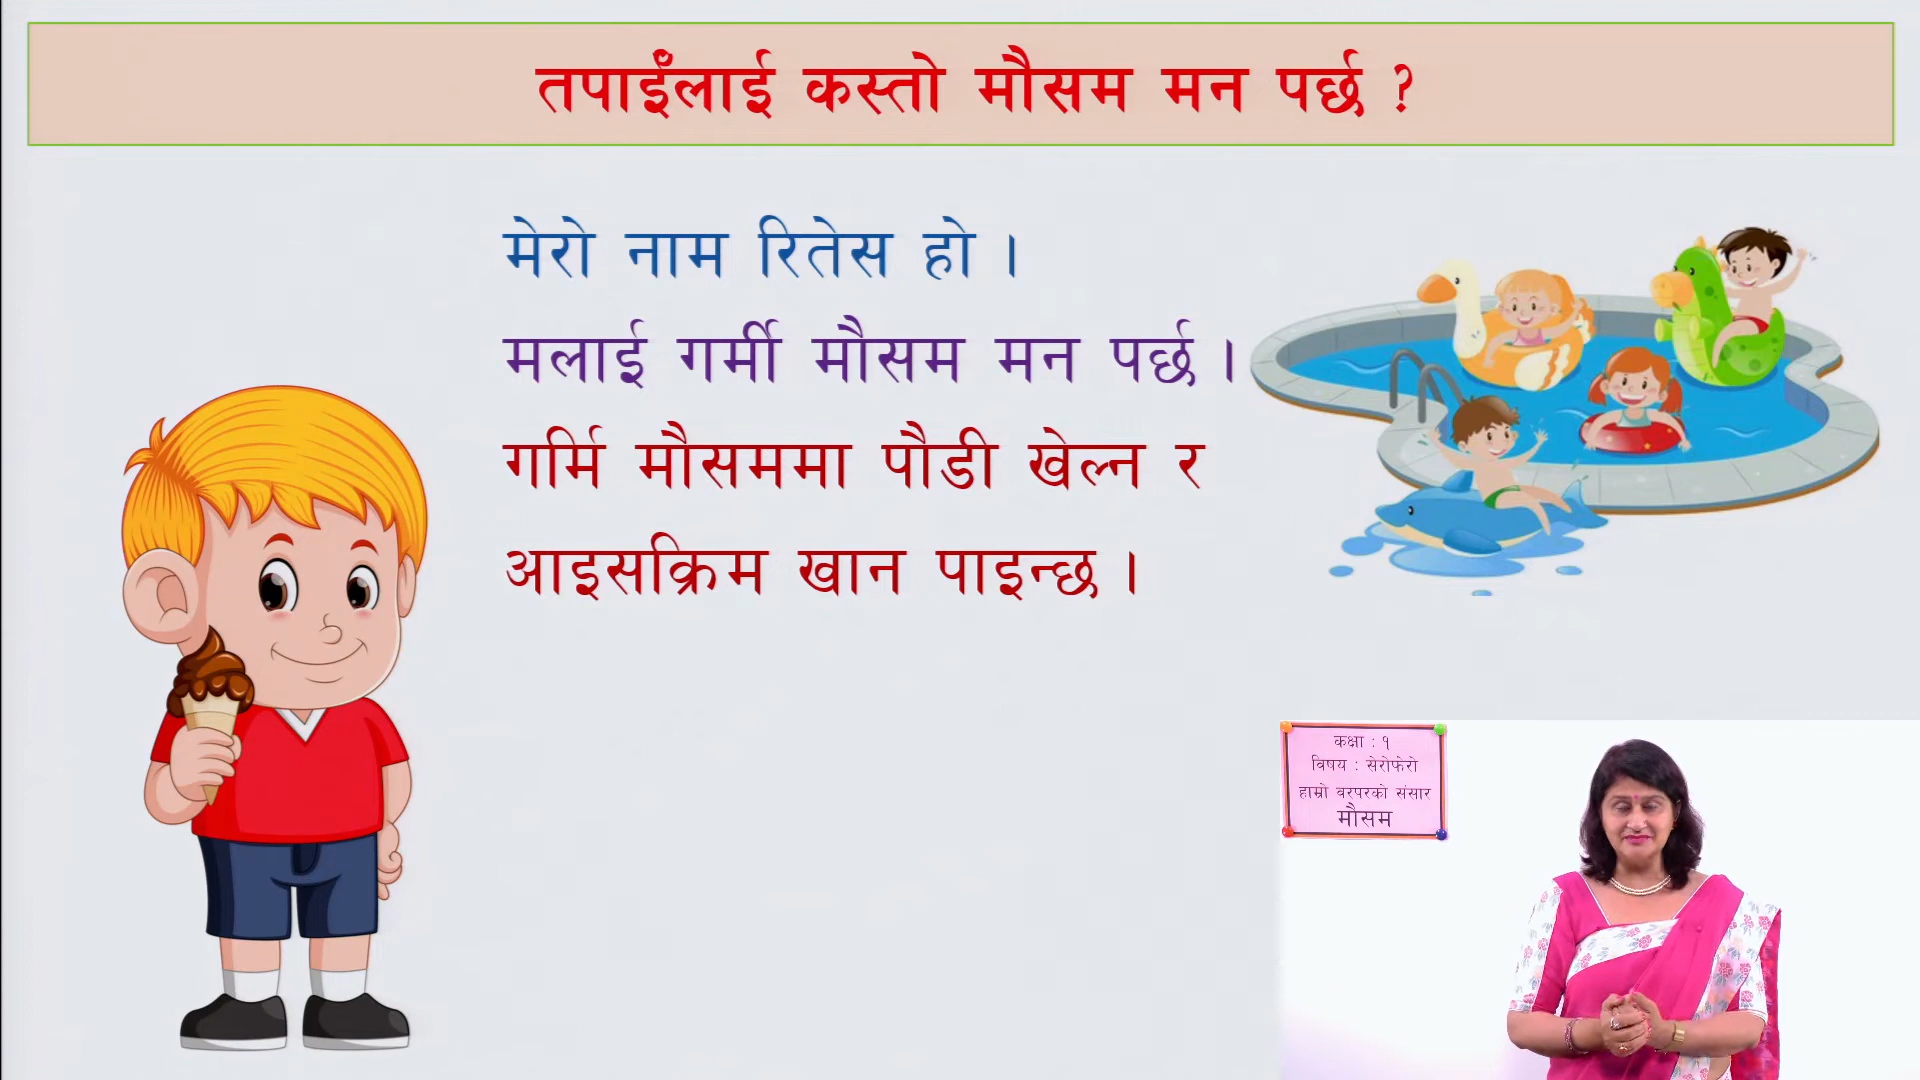 तपाईंलाई कस्तो मौसम मन पर्छ ?
मेरो नाम रितेस हो ।
मलाई गर्मी मौसम मन पर्छ ।
गर्मि मौसममा पौडी खेल्न र
आइसक्रिम खान पाइन्छ ।
कक्षा : १
विषय : सेरोफेरो
हाम्रो वरपरको संसार
मौसम